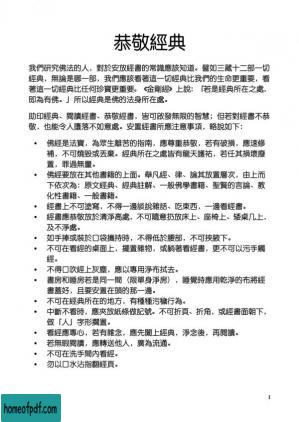 恭敬經典
我們研究佛法的人，對於安放經書的常識應該知道。譬如三藏十二部一切
經典，無論是哪一部，我們應該看著這一切經典比我們的生命更重要，看
著這一切經典比任何珍寶更重要。《金剛經》上說：「若是經典所在之處，
即為有佛。」所以經典是佛的法身所在處。
助印經典、閱讀經書、恭敬經書，皆可啟發無限的智慧；但若對經書不恭
敬，也能令人墮落不如意處。安置經書所應注意事項，略說如下：
• 佛經是法寶，為眾生離苦的指南，應尊重恭敬，若有破損，應速修
補，不可燒毀或丟棄。經典所在之處皆有龍天護祐，若任其損壞廢
置，罪過無邊。
• 佛經要放在其他書籍的上面。舉凡經、律、論其放置層次，由上而
下依次為：原文經典、經典註解、一般佛學書籍、聖賢的言論、教
化性書籍、一般書籍。
• 經書上不可塗寫，不得一邊談說雜話、吃東西，一邊看經書。
• 經書應恭敬放於清淨高處，不可隨意扔放床上、座椅上、矮桌几上、
及不淨處。
• 如手捧或裝於口袋攜持時，不得低於腰部，不可挾腋下。
• 不可在看經的桌面上，擺置雜物，或躺著看經書，更不可以污手觸
經。
• 不得口吹經上灰塵，應以專用淨布拭去。
• 書房和睡房若是同一間（限單身淨房），睡覺時應用乾淨的布將經
書蓋好，且要安置在頭的那一邊。
• 不可在經典所在的地方，有種種污穢行為。
• 中斷不看時，應夾放紙條做記號。不可折頁、折角，或經書面朝下，
做「人」字形擱置。
• 看經應專心，若有雜念，應先闔上經典，淨念後，再閱讀。
• 若無暇閱讀，應轉送他人，廣為流通。
• 不可在洗手間內看經。
• 勿以口水沾指翻經頁。
1
homeofpdf.com